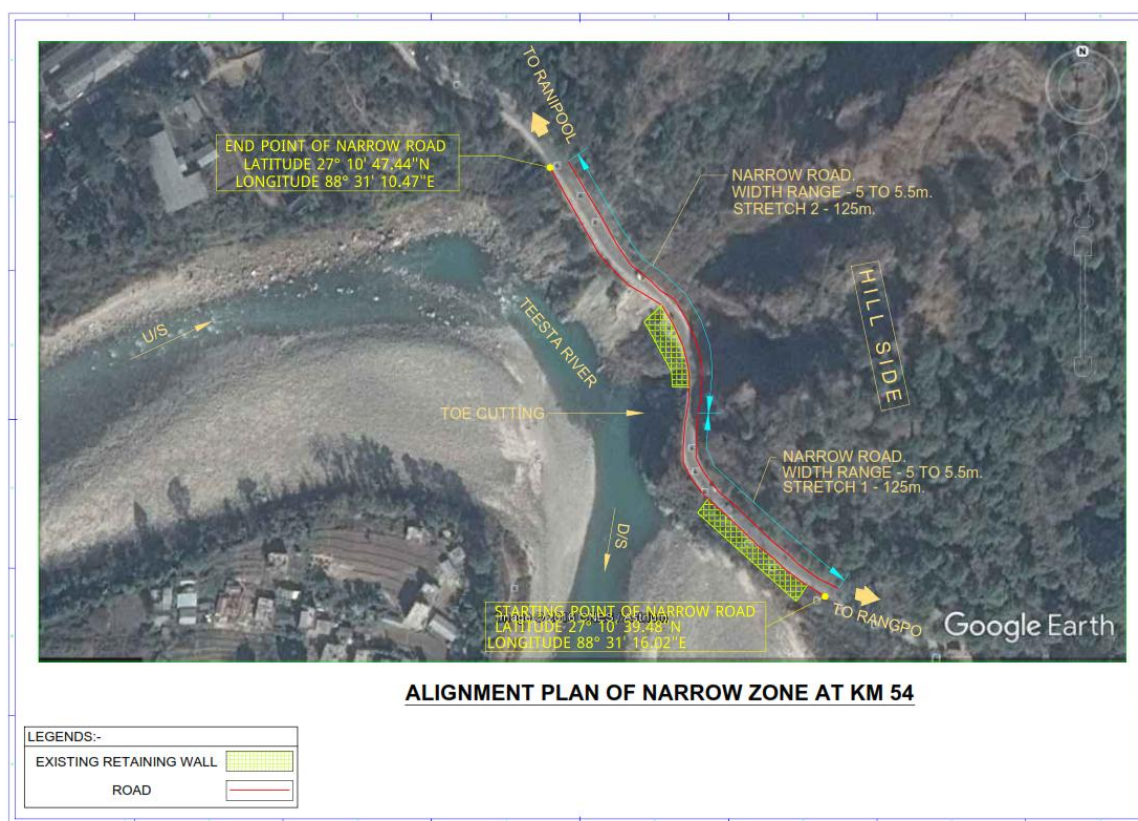 TO RANIPOOL
END POINT OF NARROW ROAD
LATITUDE 27° 10' 47.44"N
LONGITUDE 88° 31' 10.47"E
NARROW ROAD.
WIDTH RANGE - 5 TO 5.5m.
STRETCH 2 - 125m.
N
HILL SIDE
U/S
TEESTA RIVER
TOE CUTTING
NARROW ROAD.
WIDTH RANGE - 5 TO 5.5m.
STRETCH 1 - 125m.
D/S
STARTING POINT OF NARROW ROAD
LATITUDE 27° 10' 39.48"N
LONGITUDE 88° 31' 16.02"E
TO RANGPO
Google Earth
ALIGNMENT PLAN OF NARROW ZONE AT KM 54
LEGENDS:-
EXISTING RETAINING WALL
ROAD